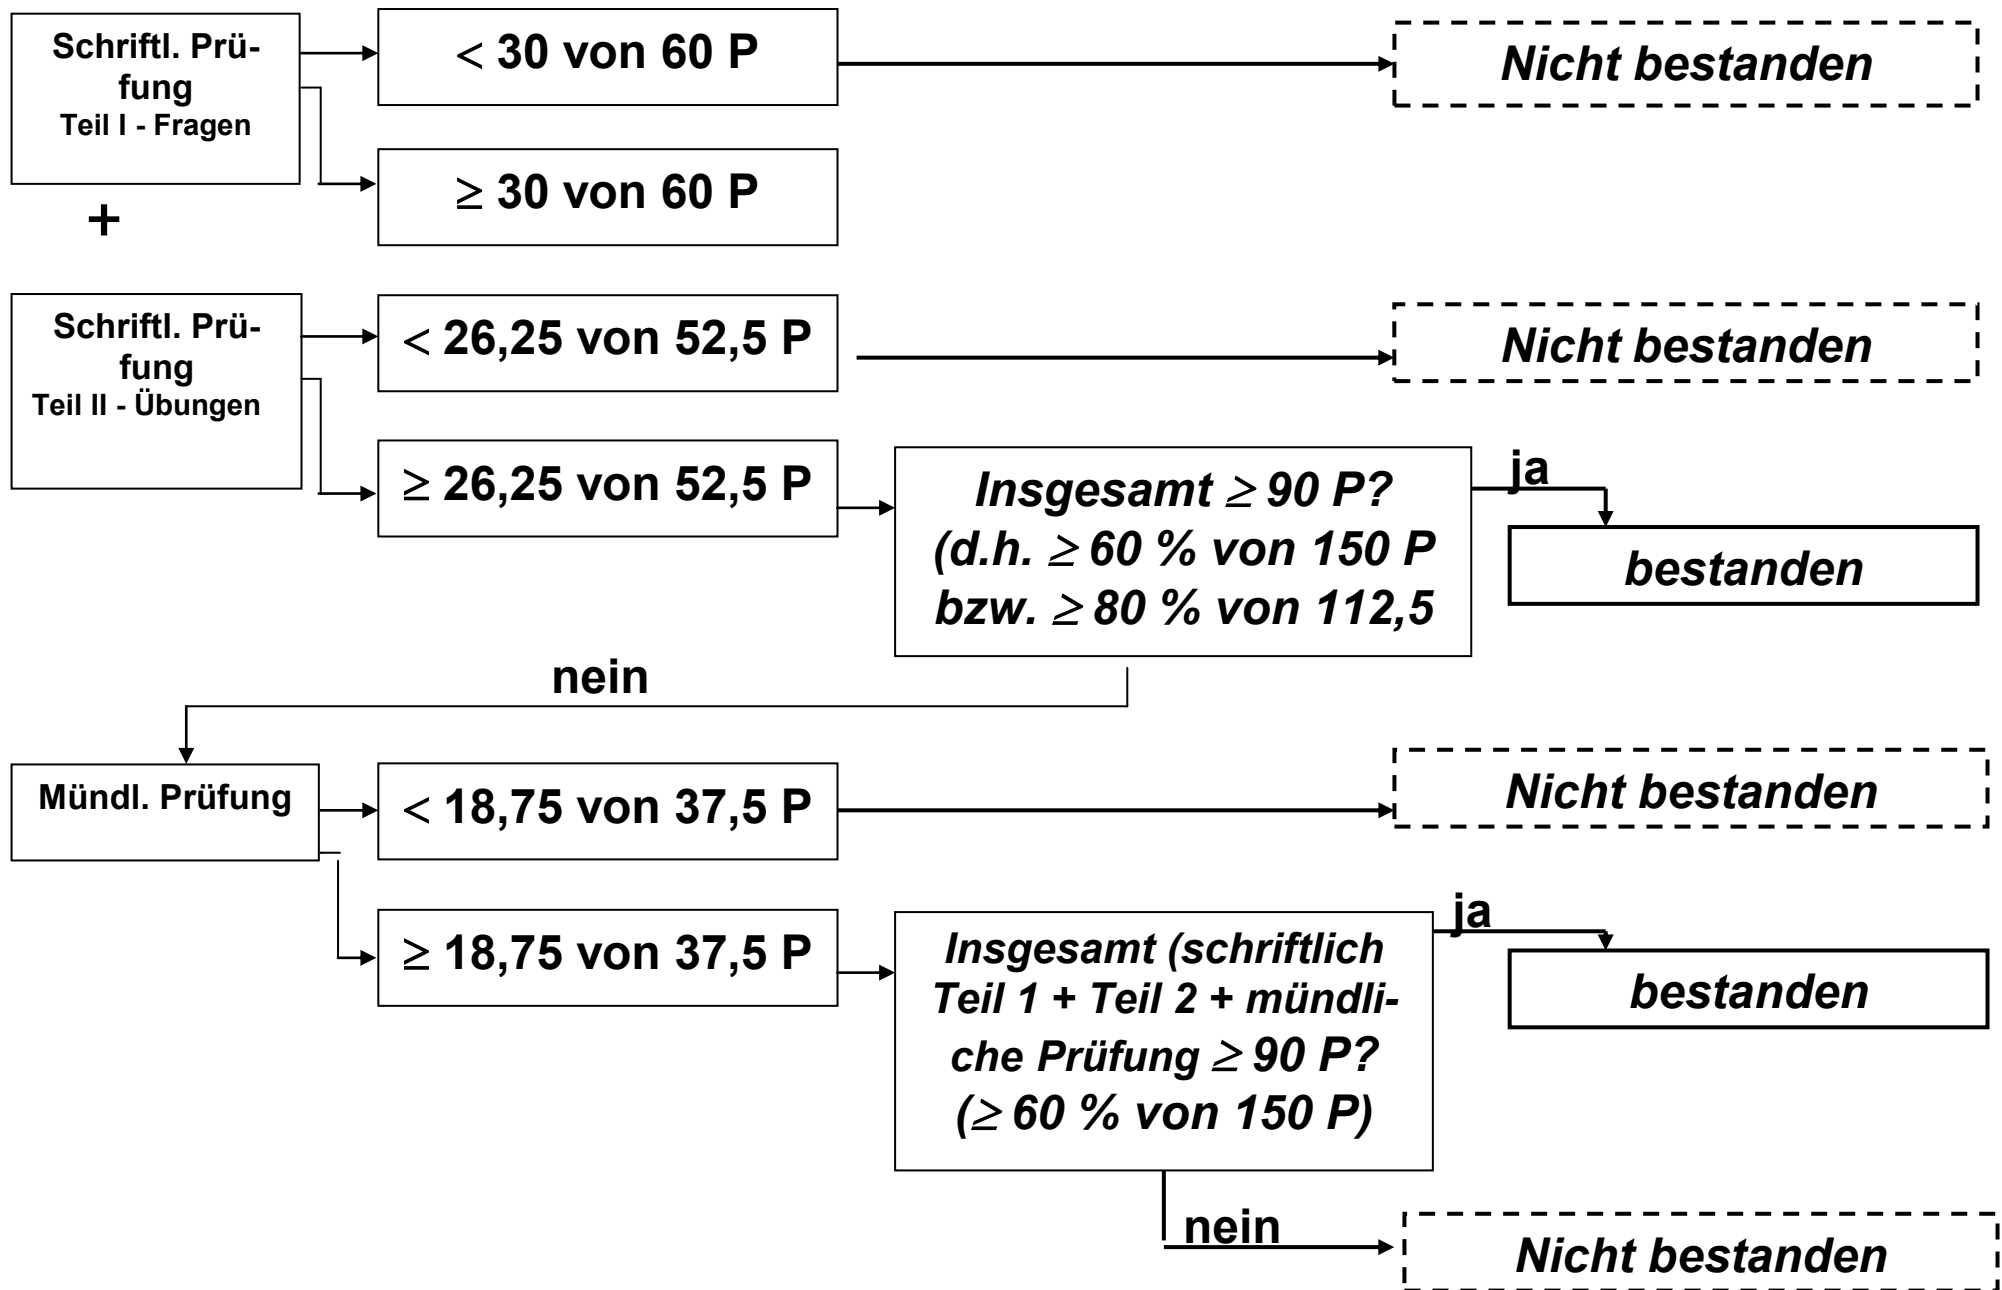 Schriftl. Prü-
fung
Teil I - Fragen
< 30 von 60 P
Nicht bestanden
≥ 30 von 60 P
+
Schriftl. Prü-
fung
Teil II - Übungen
< 26,25 von 52,5 P
Nicht bestanden
≥ 26,25 von 52,5 P
Insgesamt ≥ 90 P?
(d.h. ≥ 60 % von 150 P
bzw. ≥ 80 % von 112,5
ja
bestanden
nein
Mündl. Prüfung
< 18,75 von 37,5 P
Nicht bestanden
≥ 18,75 von 37,5 P
Insgesamt (schriftlich
Teil 1 + Teil 2 + mündli-
che Prüfung ≥ 90 P?
(≥ 60 % von 150 P)
ja
bestanden
nein
Nicht bestanden